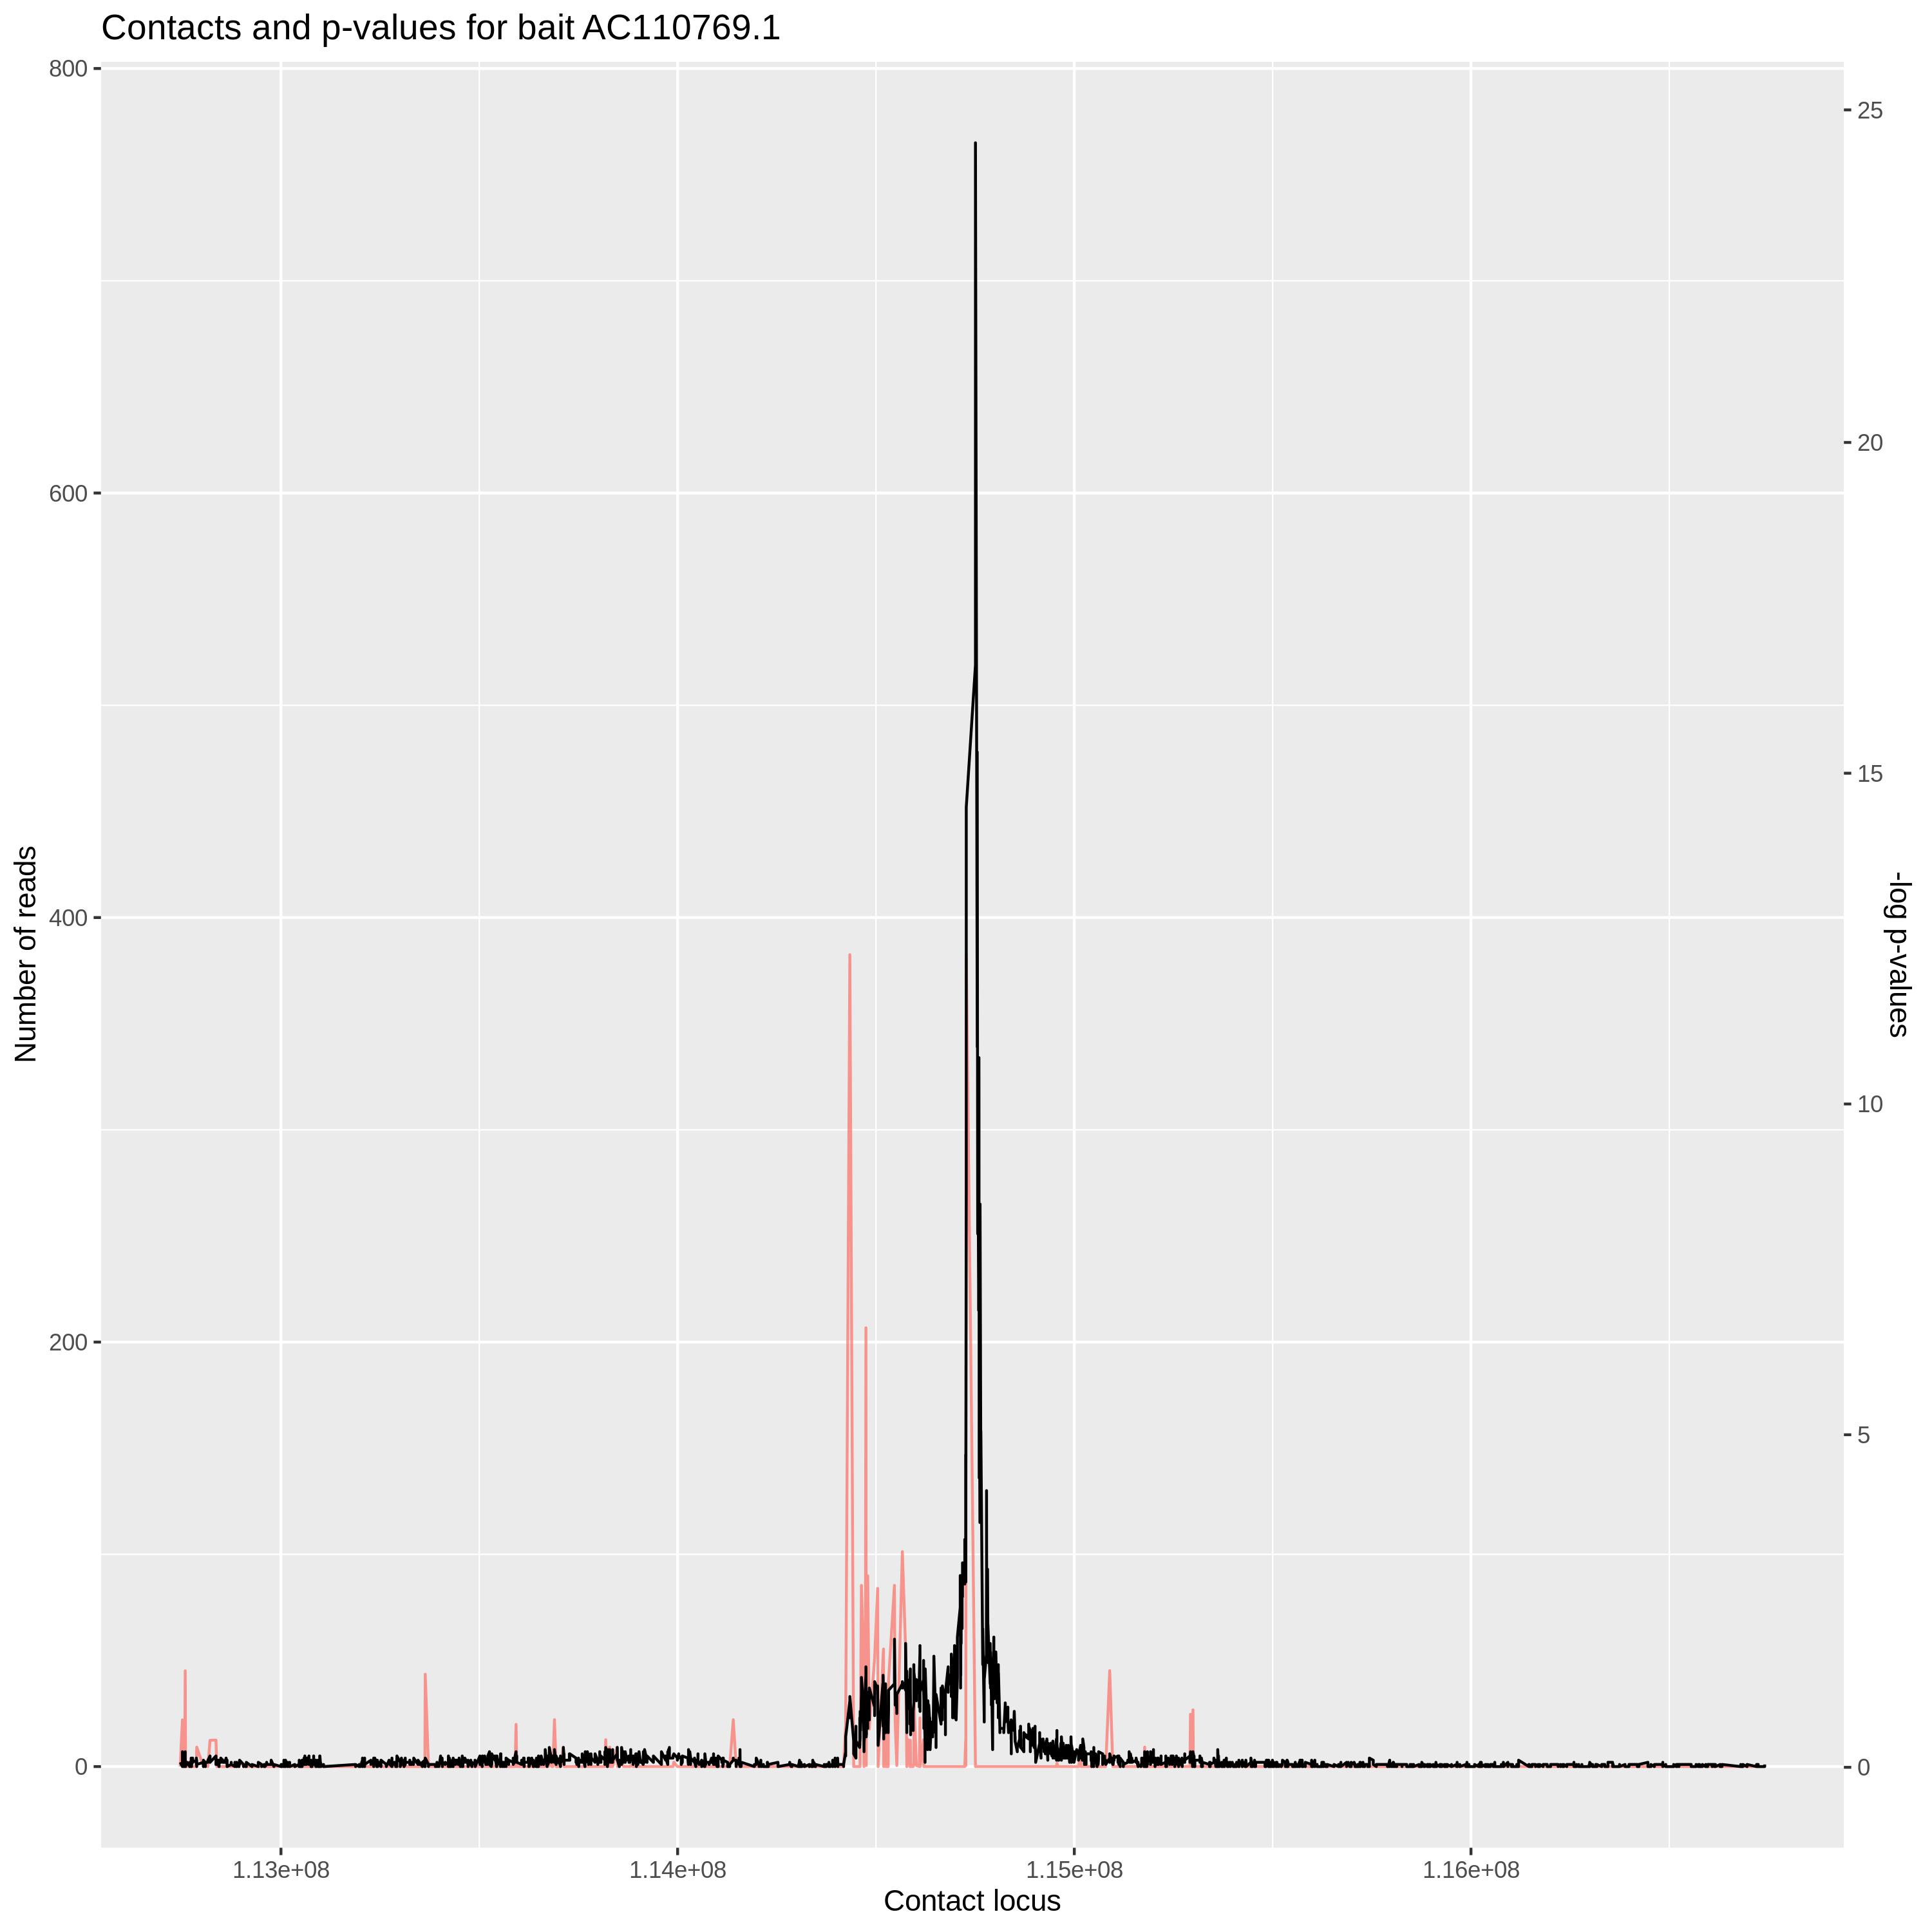 Contacts and p-values for bait AC110769.1
800
600
400
200
0
Number of reads
25
20
15
10
5
0
-log p-values
1.13e+08
1.14e+08
1.15e+08
1.16e+08
Contact locus